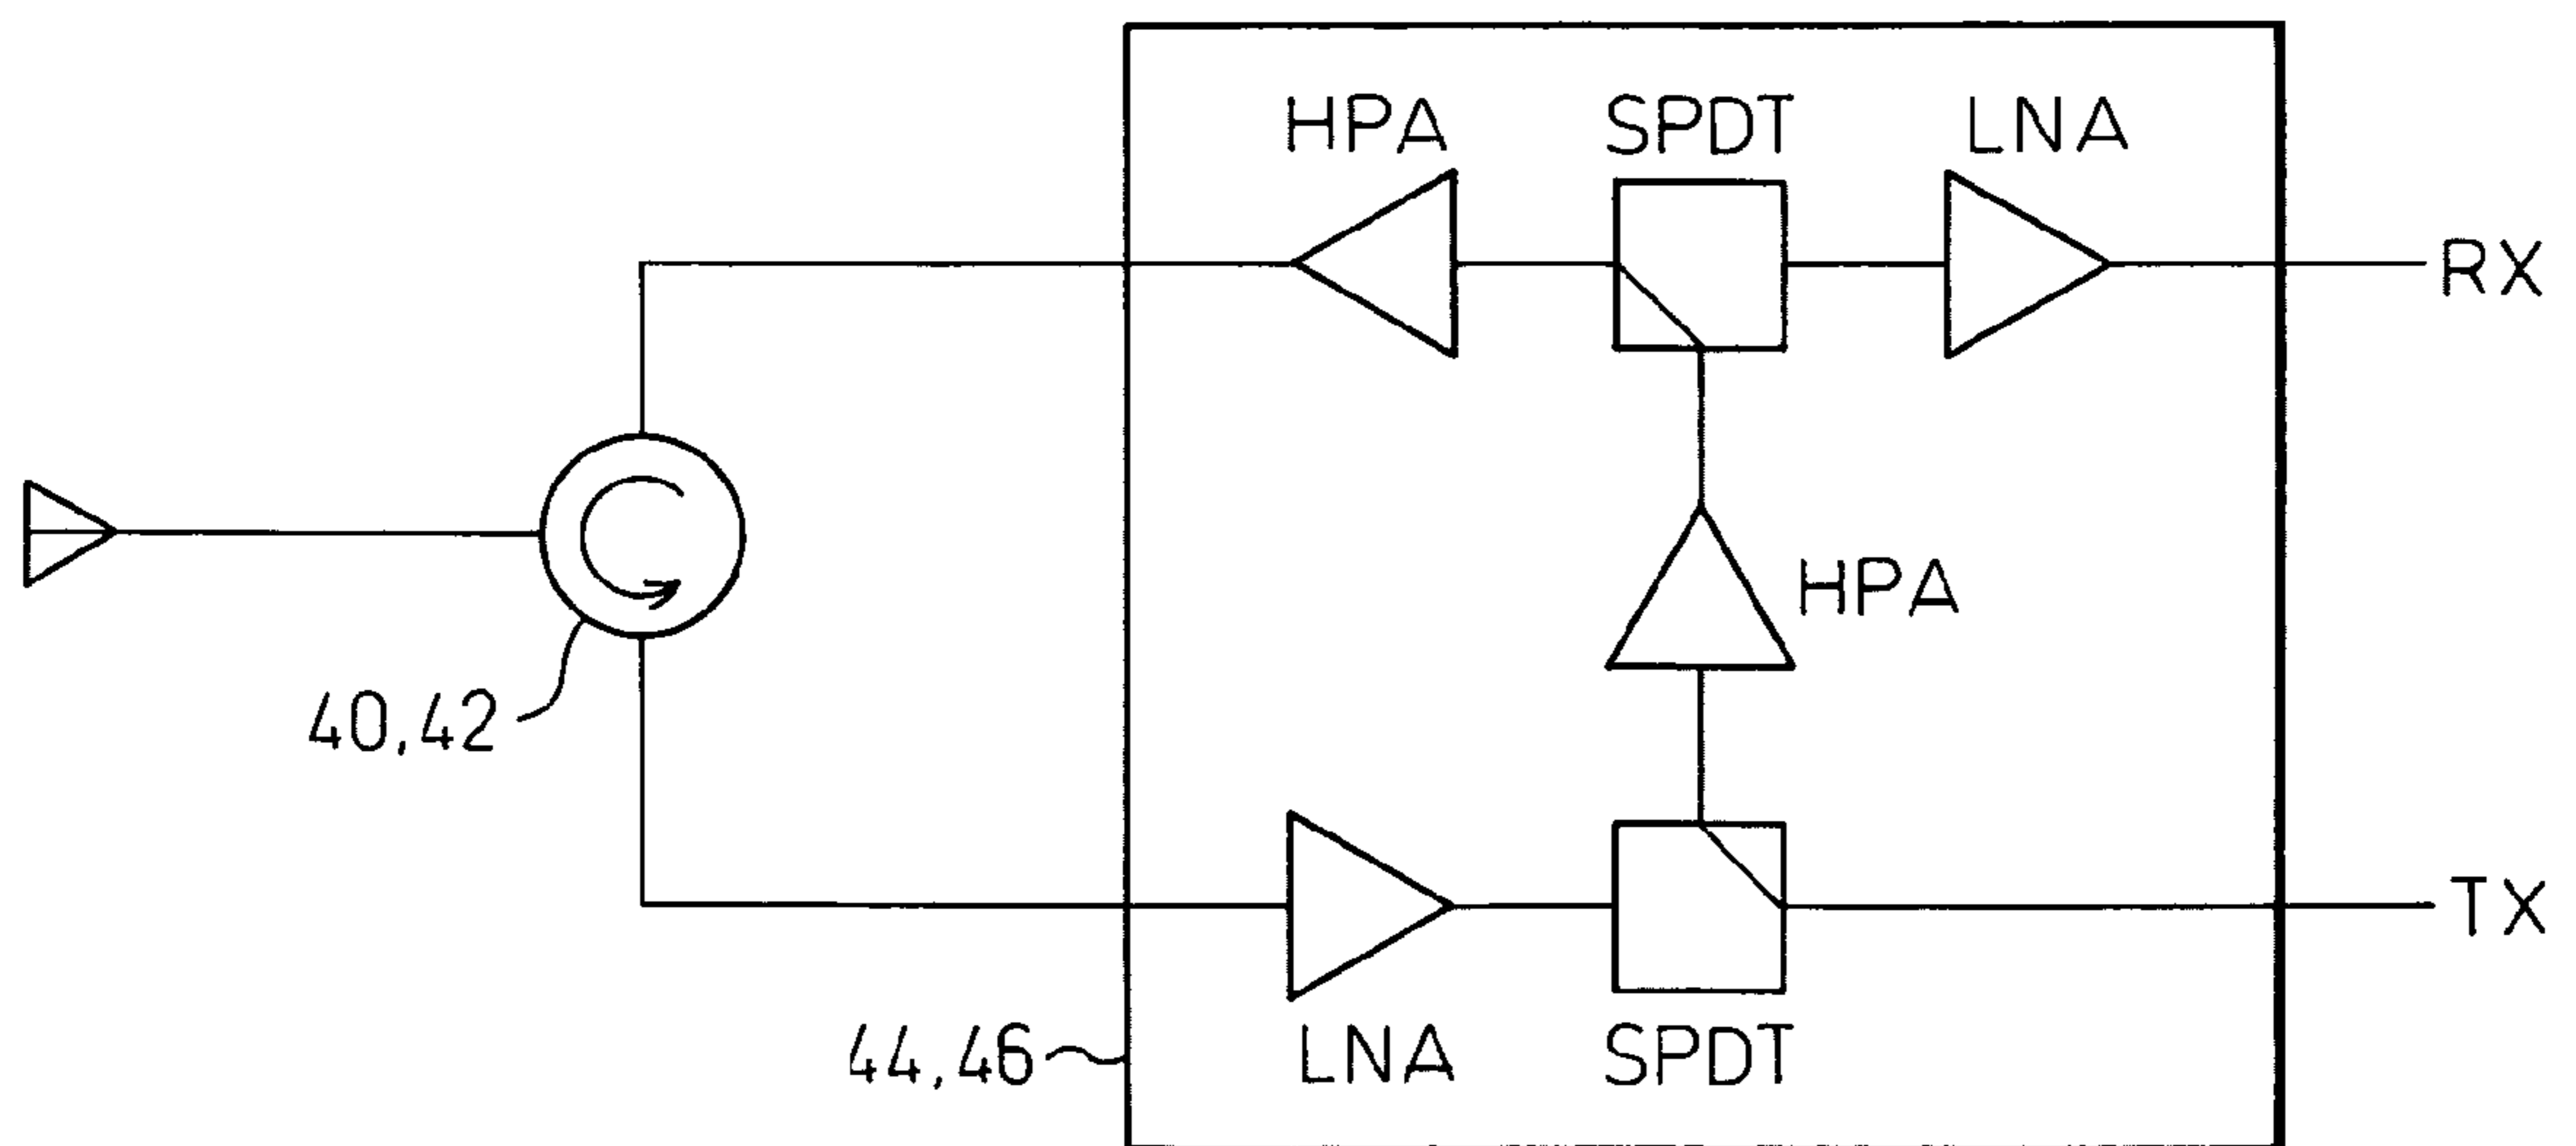 HPA SPDT LNA
RX
HPA
40,42
TX
44,46 LNA SPDT